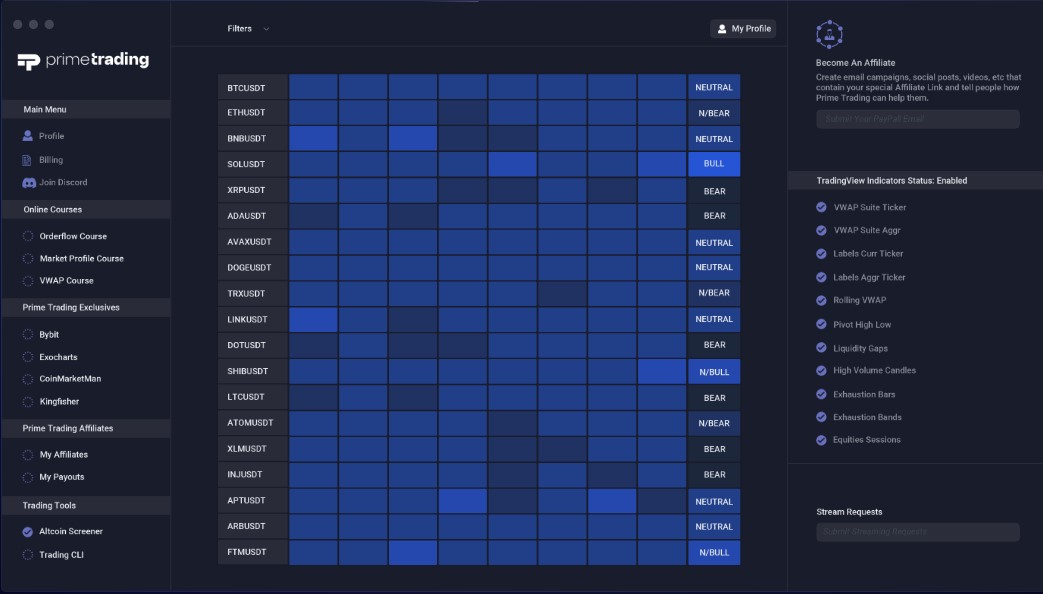 primetrading
Main Menu
Profile
Billing
Join Discord
Online Courses
Orderflow Course
Market Profile Course
VWAP Course
Prime Trading Exclusives
Bybit
Exocharts
CoinMarketMan
Kingfisher
Prime Trading Affiliates
My Affiliates
My Payouts
Trading Tools
Altcoin Screener
Trading CLI
Filters
My Profile
BTCUSDT NEUTRAL
ETHUSDT N/BEAR
BNBUSDT NEUTRAL
SOLUSDT BULL
XRPUSDT BEAR
ADAUSDT BEAR
AVAXUSDT NEUTRAL
DOGEUSDT NEUTRAL
TRXUSDT N/BEAR
LINKUSDT NEUTRAL
DOTUSDT BEAR
SHIBUSDT N/BULL
LTCUSDT BEAR
ATOMUSDT N/BEAR
XLMUSDT BEAR
INJUSDT BEAR
APTUSDT NEUTRAL
ARBUSDT NEUTRAL
FTMUSDT N/BULL
Become An Affiliate
Create email campaigns, social posts, videos, etc that
contain your special Affiliate Link and tell people how
Prime Trading can help them.
Submit Your PayPal Email
TradingView Indicators Status: Enabled
VWAP Suite Ticker
VWAP Suite Aggr
Labels Curr Ticker
Labels Aggr Ticker
Rolling VWAP
Pivot High Low
Liquidity Gaps
High Volume Candles
Exhaustion Bars
Exhaustion Bands
Equities Sessions
Stream Requests
Submit Streaming Requests